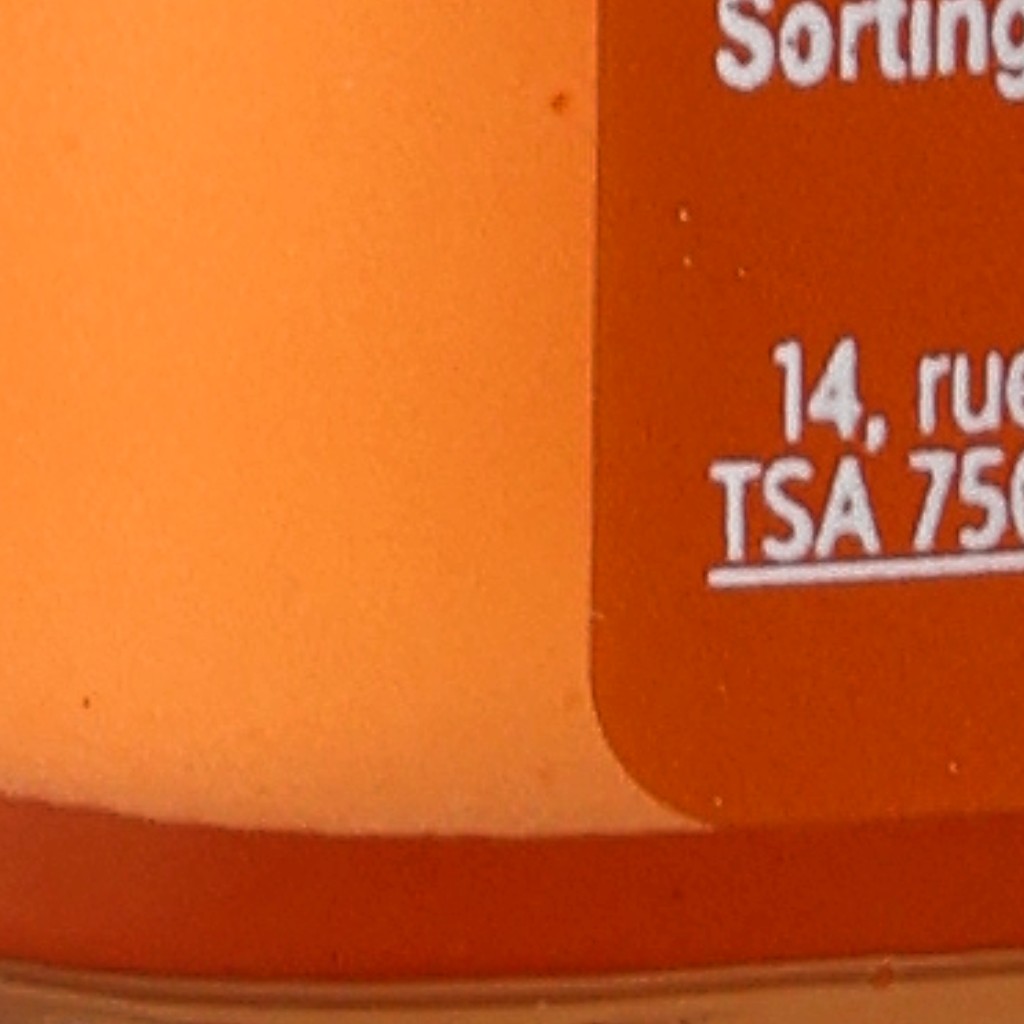 Sorting
14, rue
TSA 750